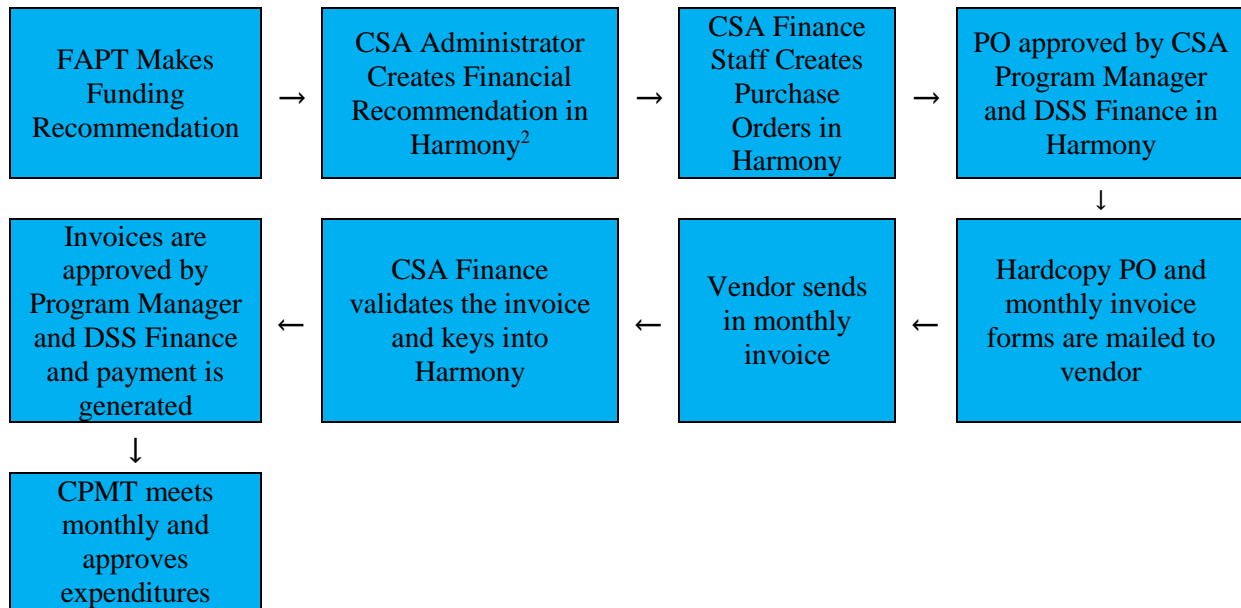 FAPT Makes
Funding
Recommendation
→
CSA Administrator
Creates Financial
Recommendation in
Harmony²
→
CSA Finance
Staff Creates
Purchase
Orders in
Harmony
→
PO approved by CSA
Program Manager
and DSS Finance in
Harmony
↓
Hardcopy PO and
monthly invoice
forms are mailed to
vendor
←
Vendor sends
in monthly
invoice
←
CSA Finance
validates the invoice
and keys into
Harmony
←
Invoices are
approved by
Program Manager
and DSS Finance
and payment is
generated
↓
CPMT meets
monthly and
approves
expenditures